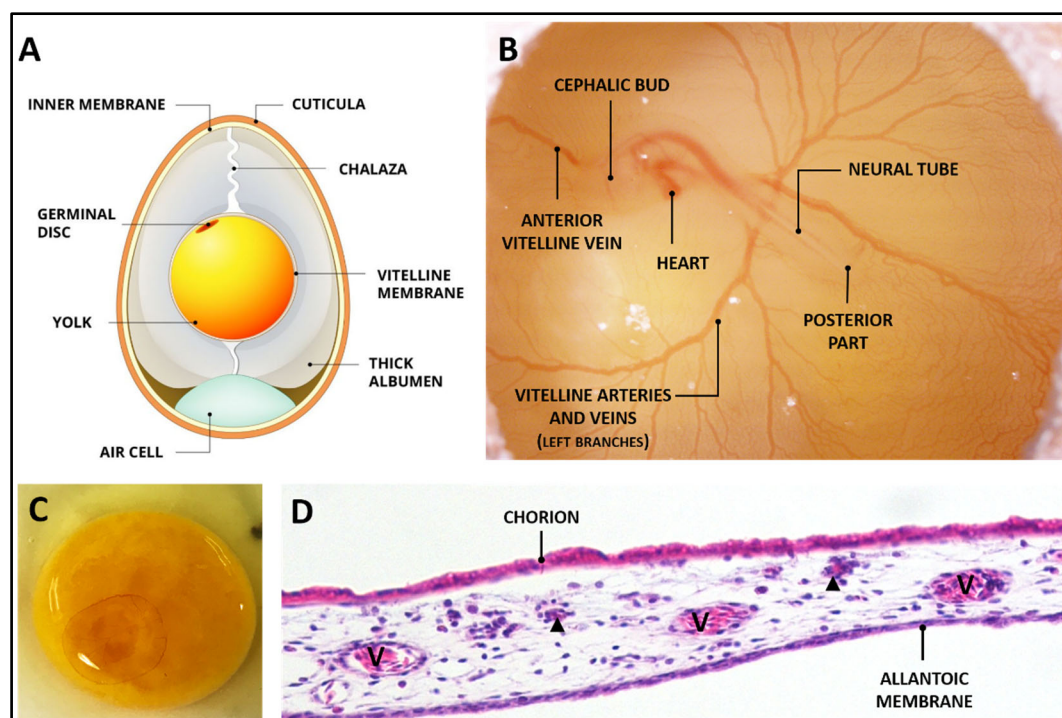 A
INNER MEMBRANE
CUTICULA
CHALAZA
GERMINAL
DISC
VITELLINE
MEMBRANE
YOLK
THICK
ALBUMEN
AIR CELL
B
CEPHALIC BUD
NEURAL TUBE
ANTERIOR
VITELLINE VEIN
HEART
POSTERIOR
PART
VITELLINE ARTERIES
AND VEINS
(LEFT BRANCHES)
C
D
CHORION
V
V
V
ALLANTOIC
MEMBRANE